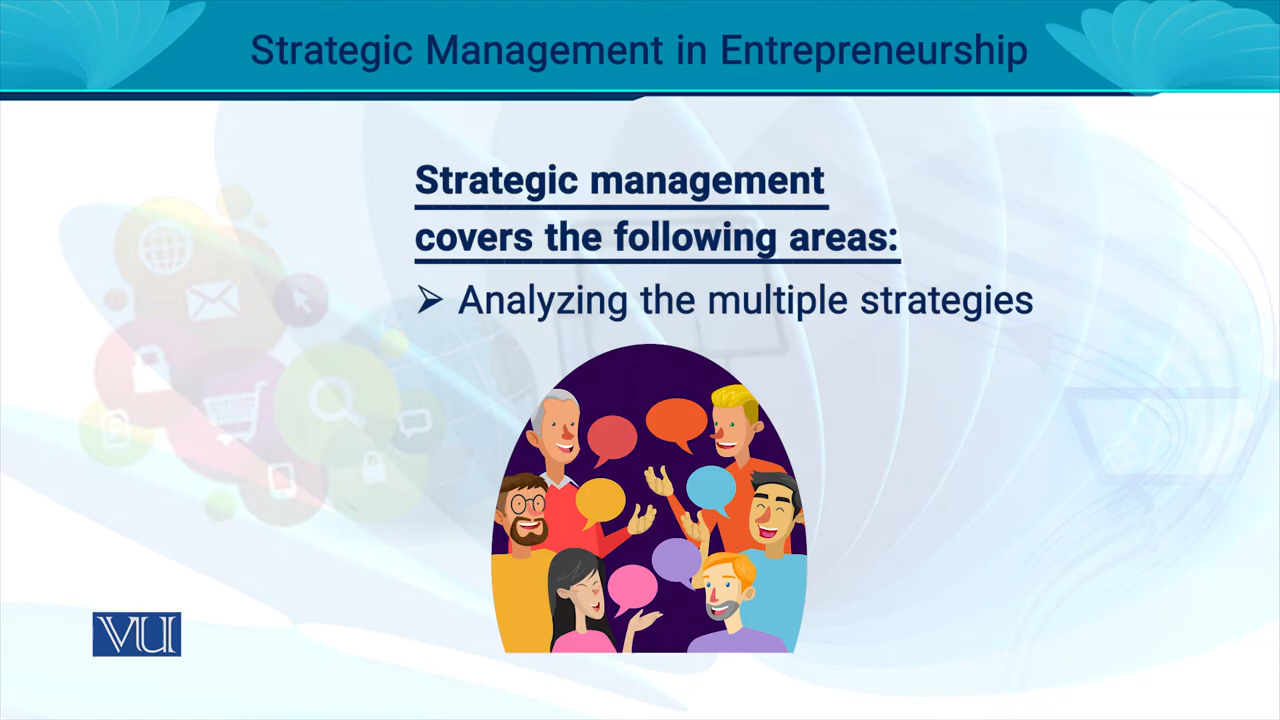 Strategic Management in Entrepreneurship
Strategic management
covers the following areas:
➢ Analyzing the multiple strategies
VU